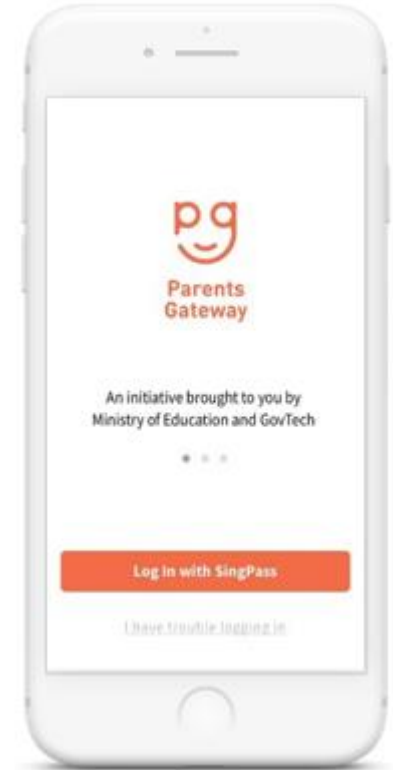 pg
Parents
Gateway
An initiative brought to you by
Ministry of Education and GovTech
Log In with SingPass
I have trouble logging in